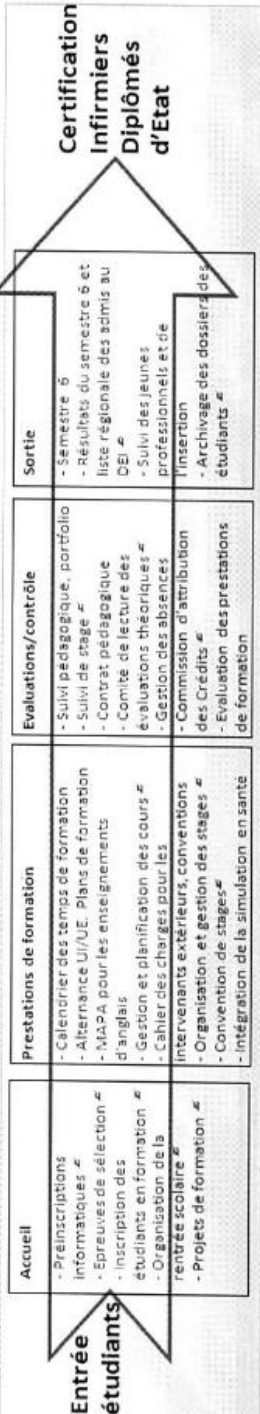 Entrée
étudiants
Accueil
- Préinscriptions
informatiques
- Epreuves de sélection
- Inscription des
étudiants en formation
- Organisation de la
rentrée scolaire
- Projets de formation
Prestations de formation
- Calendrier des temps de formation
- Alternance UI/UE. Plans de formation
- MAPA pour les enseignements
d'anglais
- Gestion et planification des cours
- Cahier des charges pour les
intervenants extérieurs, conventions
- Organisation et gestion des stages
- Convention de stages
- Intégration de la simulation en santé
Evaluations/contrôle
- Suivi pédagogique, portfolio
- Suivi de stage
- Contrat pédagogique
- Comité de lecture des
évaluations théoriques
- Gestion des absences
- Commission d'attribution
des Crédits
- Evaluation des prestations
de formation
Sortie
- Semestre 6
- Résultats du semestre 6 et
liste régionale des admis au
DEI
- Suivi des jeunes
professionnels et de
l'insertion
- Archivage des dossiers des
étudiants
Certification
Infirmiers
Diplômés
d'Etat